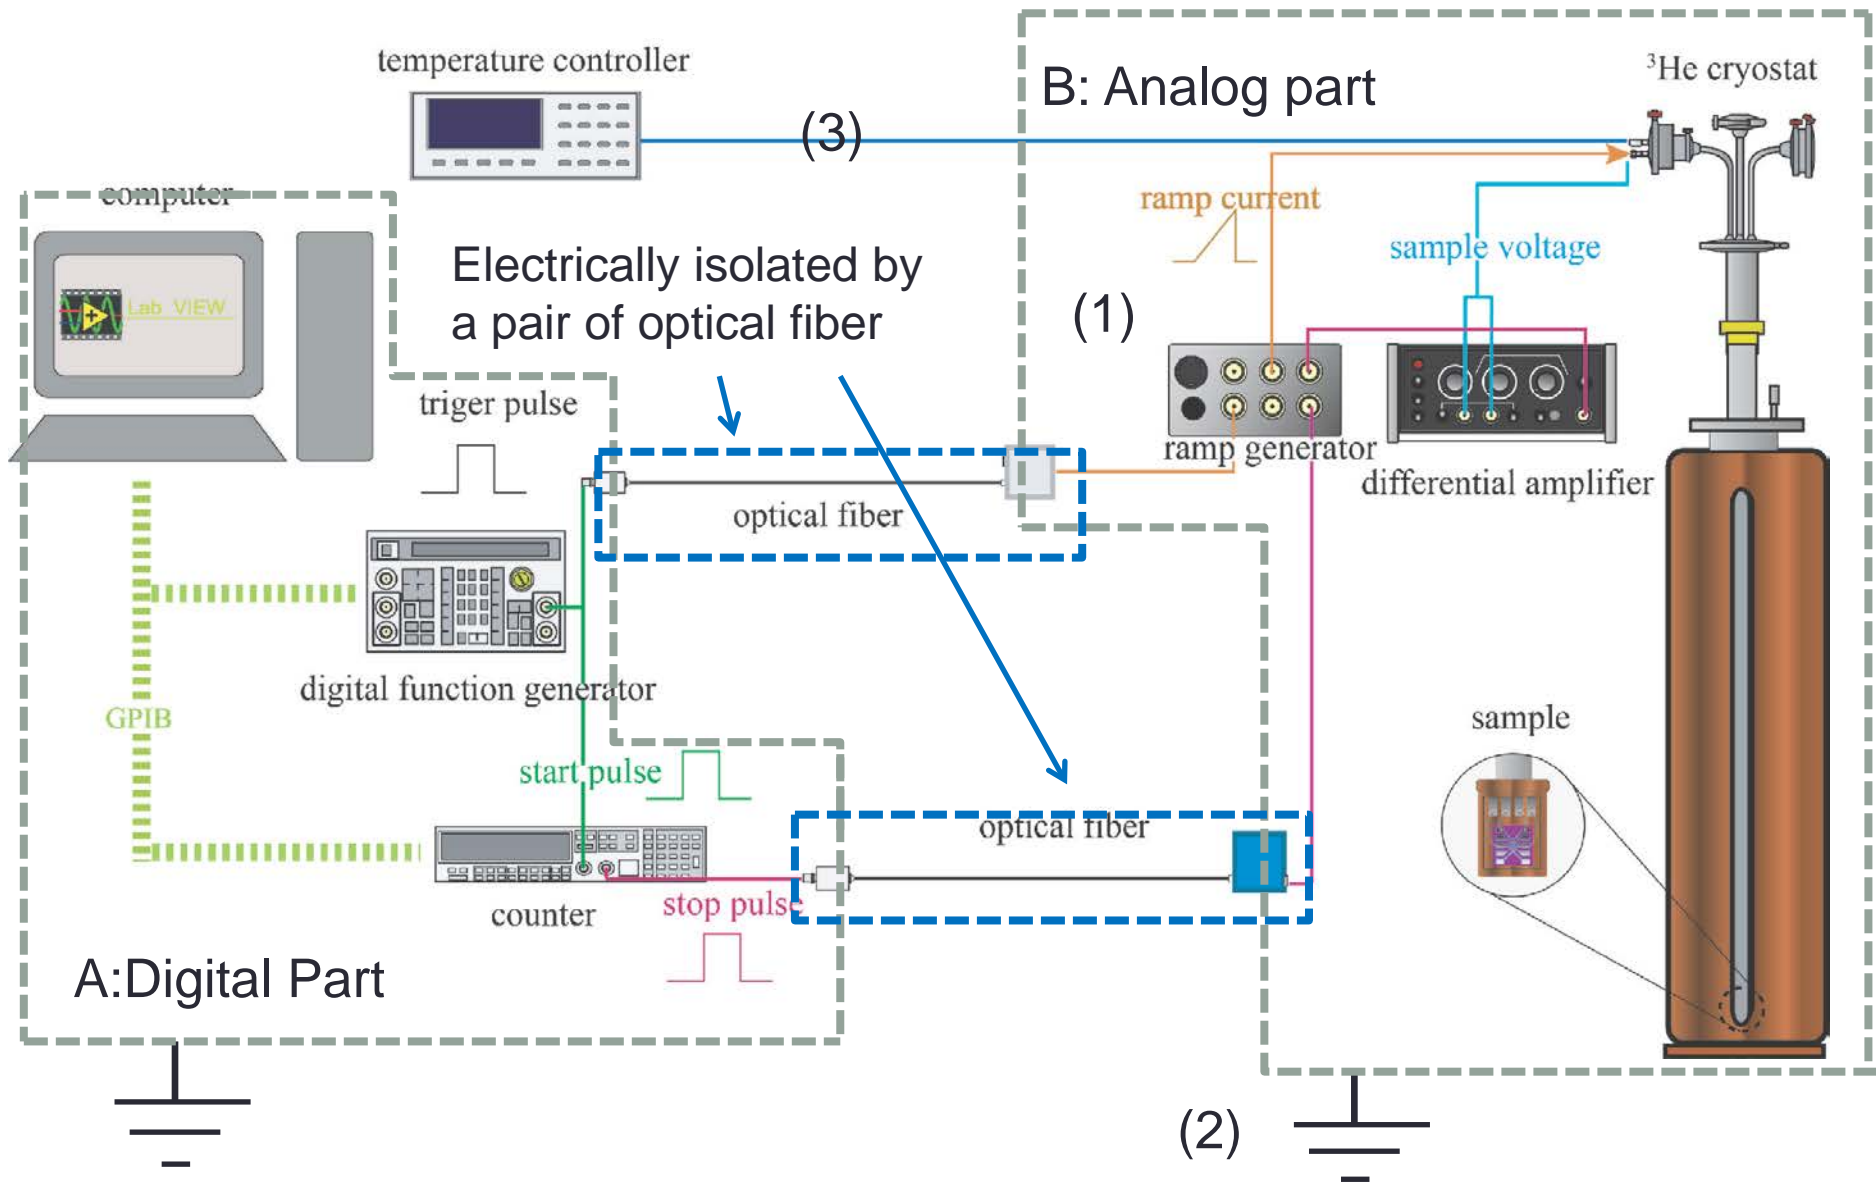 temperature controller
B: Analog part
³He cryostat
(3)
computer
ramp current
Electrically isolated by
a pair of optical fiber
sample voltage
(1)
Lab VIEW
triger pulse
ramp generator
differential amplifier
optical fiber
digital function generator
GPIB
sample
start pulse
optical fiber
counter
stop pulse
A:Digital Part
(2)